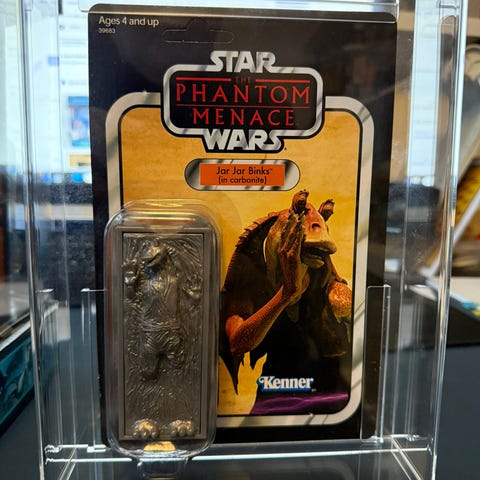 Ages 4 and up
39683
STAR
THE
PHANTOM
MENACE
WARS
Jar Jar Binks™
(in carbonite)
Kenner